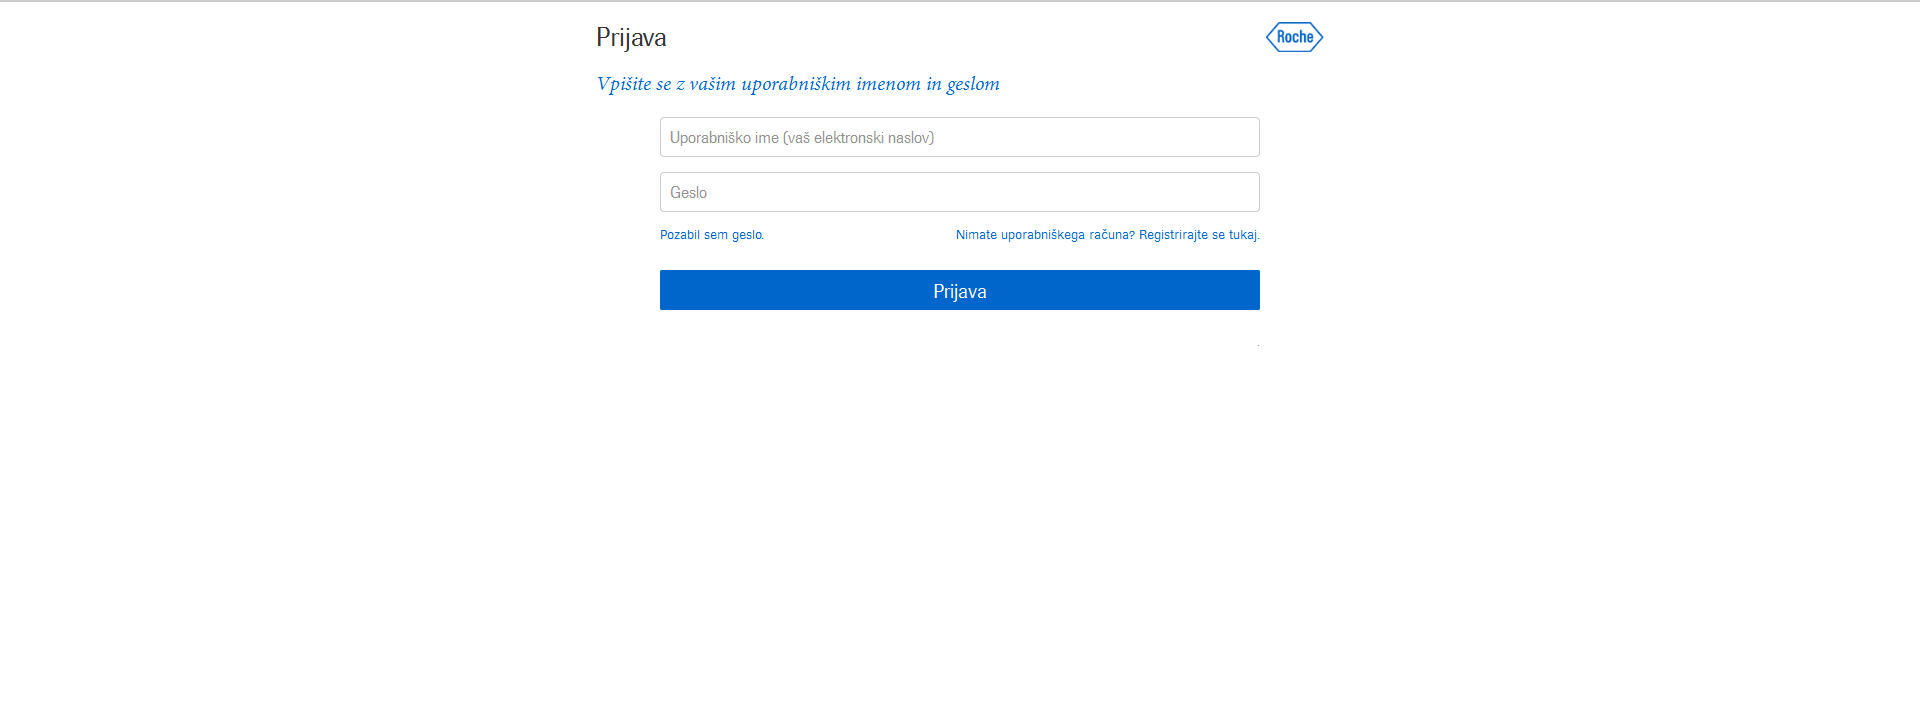 Prijava
Roche
Vpišite se z vašim uporabniškim imenom in geslom
Uporabniško ime (vaš elektronski naslov)
Geslo
Pozabil sem geslo.
Nimate uporabniškega računa? Registrirajte se tukaj.
Prijava